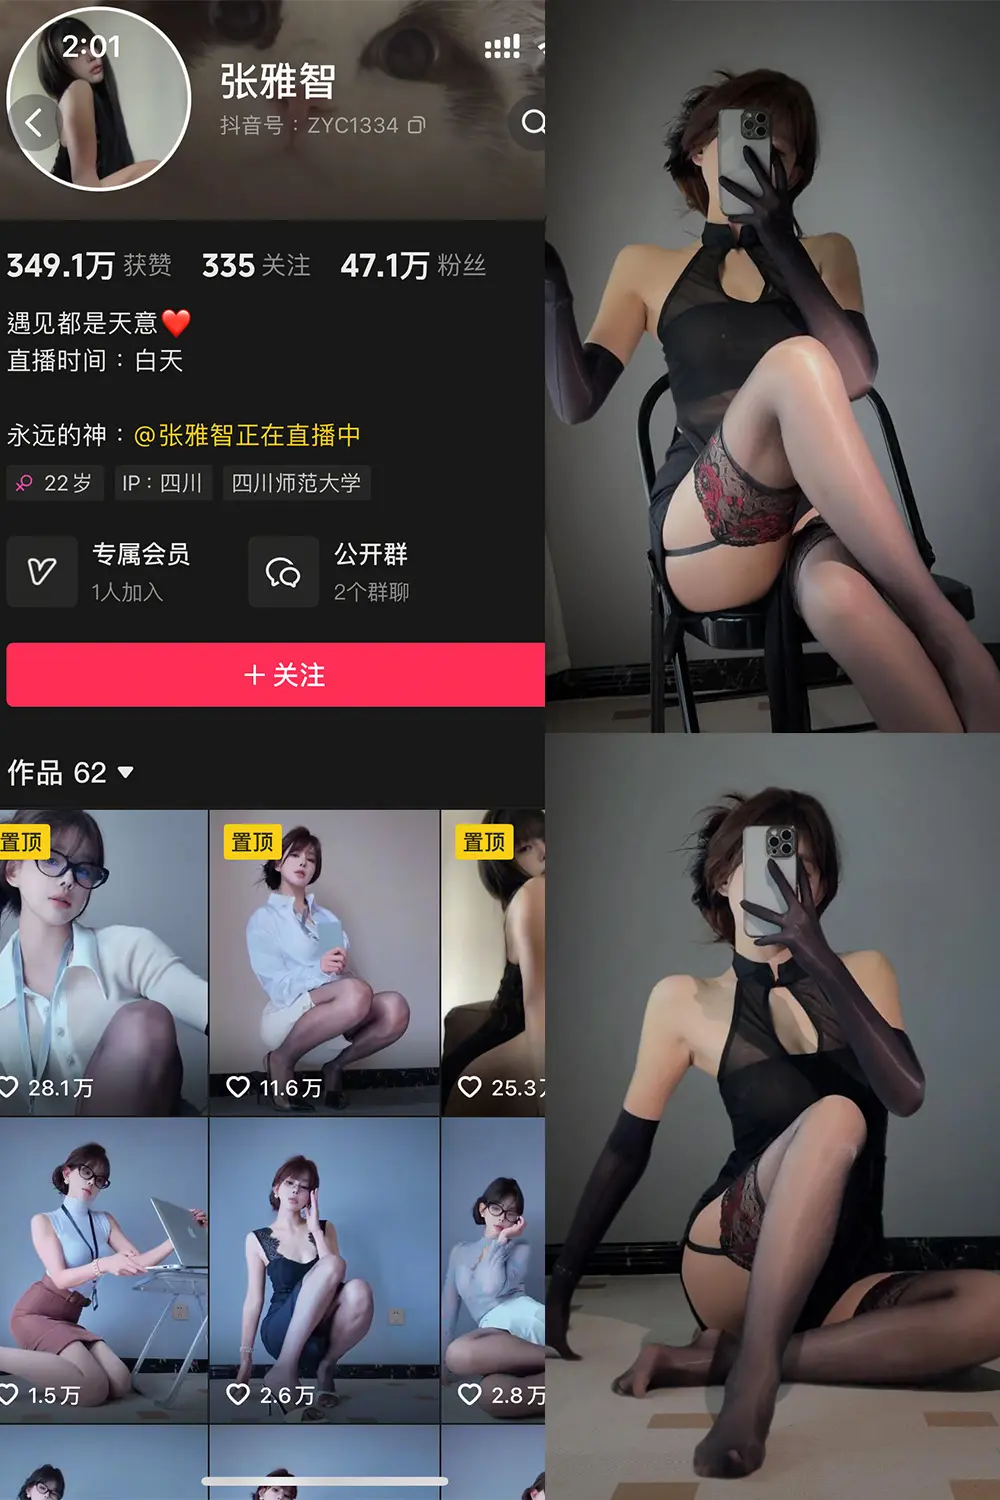 2:01
张雅智
抖音号：ZYC1334
349.1万 获赞 335 关注 47.1万 粉丝
遇见都是天意❤️
直播时间：白天
永远的神：@张雅智正在直播中
22岁 IP：四川 四川师范大学
专属会员 公开群
1人加入 2个群聊
＋关注
作品 62
置顶 置顶 置顶
28.1万 11.6万 25.3
1.5万 2.6万 2.8万